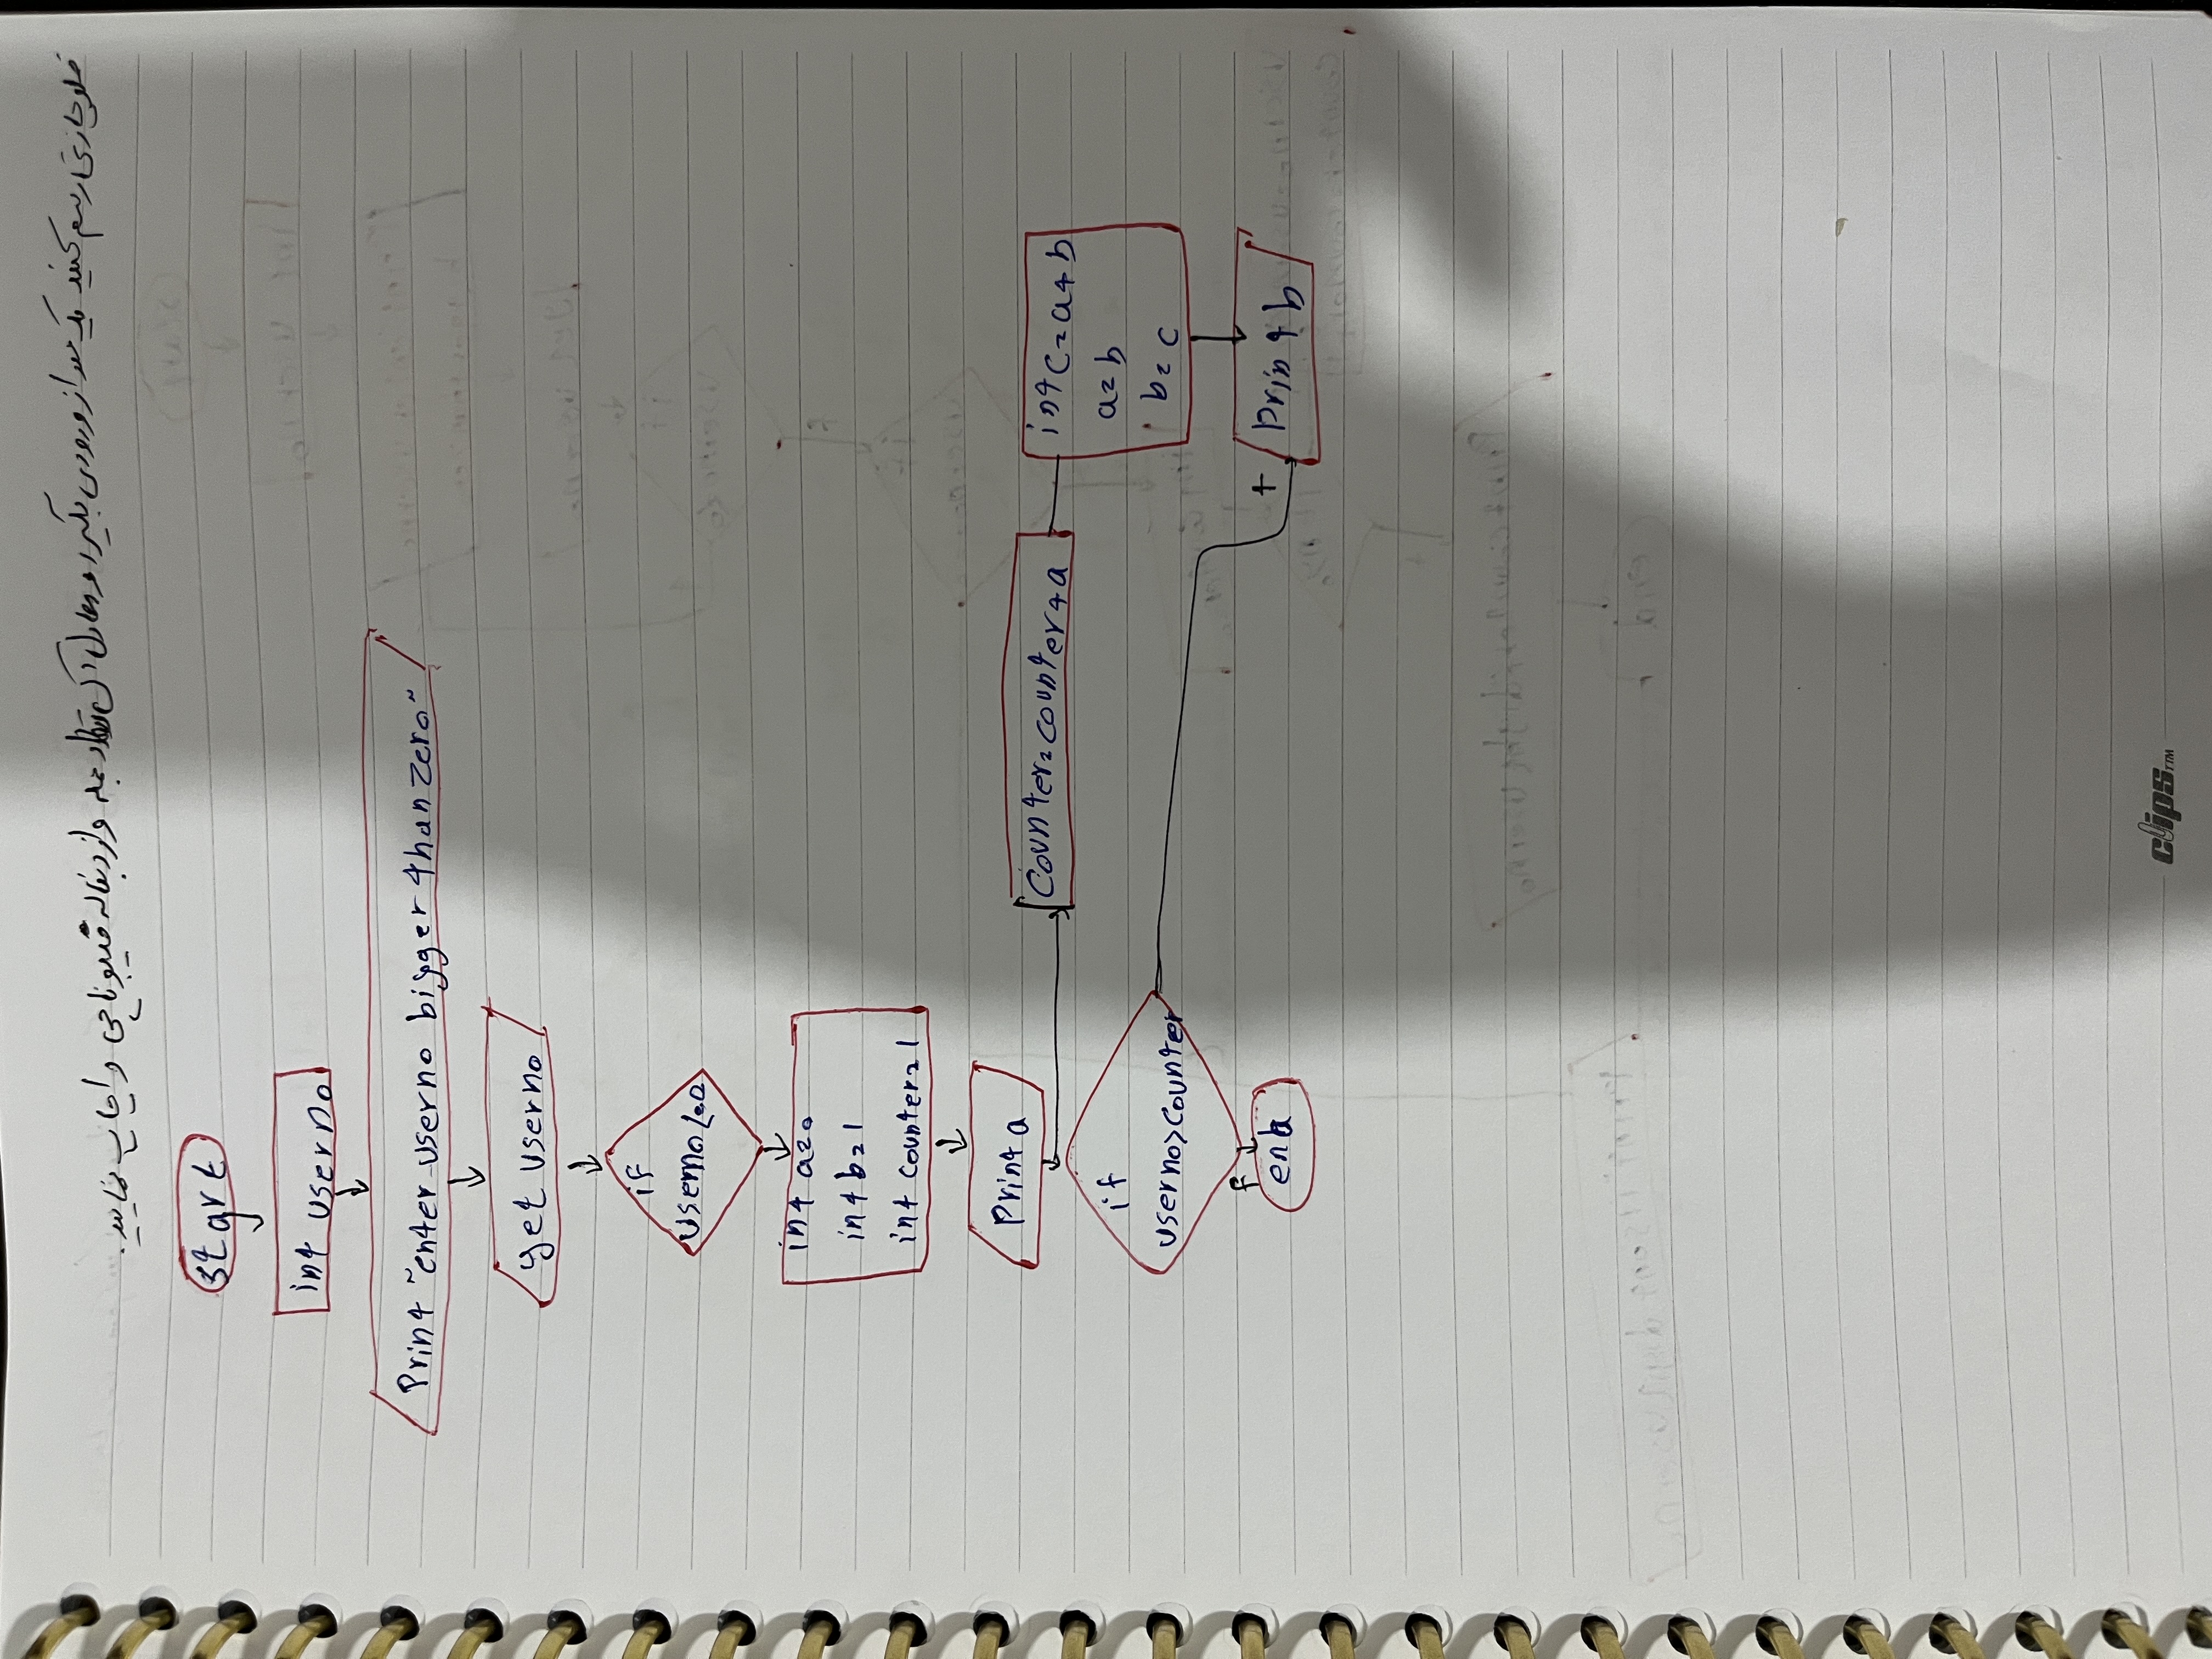 فلوچارتی رسم کنید یک عدد از ورودی بگیرد و معادل آن تعداد جمله را از دنباله فیبوناچی را چاپ نمایید.
start
int userno
Print "enter userno bigger than zero"
get userno
if
userno<=0
int a=0
int b=1
int counter=1
print a
counter=counter+a
int c=a+b
a=b
b=c
if
userno>counter
f
end
t
print b
clips TM